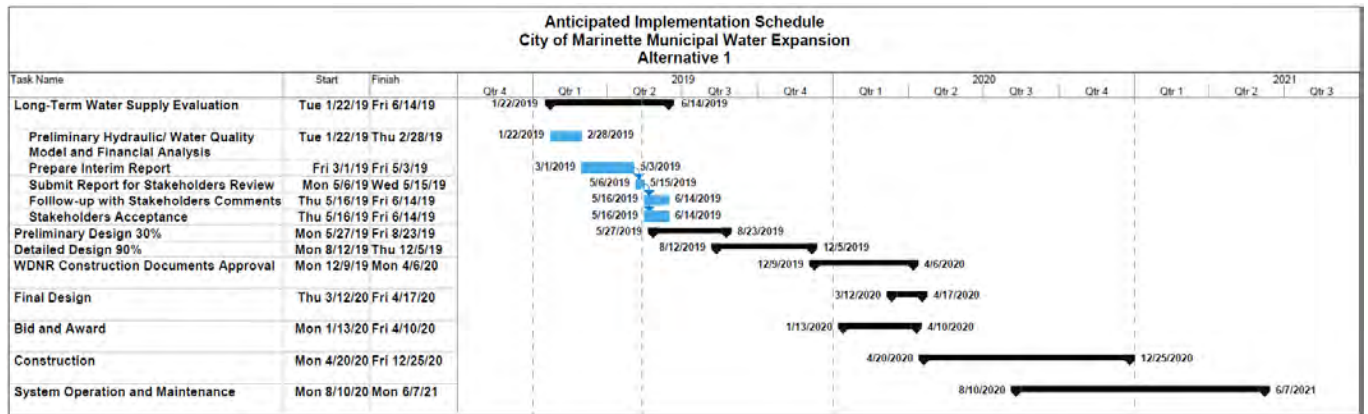 Anticipated Implementation Schedule
City of Marinette Municipal Water Expansion
Alternative 1
Task Name Start Finish 2019 2020 2021
Qtr 4 Qtr 1 Qtr 2 Qtr 3 Qtr 4 Qtr 1 Qtr 2 Qtr 3 Qtr 4 Qtr 1 Qtr 2 Qtr 3
Long-Term Water Supply Evaluation Tue 1/22/19 Fri 6/14/19 1/22/2019 6/14/2019
Preliminary Hydraulic/ Water Quality Tue 1/22/19 Thu 2/28/19 1/22/2019 2/28/2019
Model and Financial Analysis
Prepare Interim Report Fri 3/1/19 Fri 5/3/19 3/1/2019 5/3/2019
Submit Report for Stakeholders Review Mon 5/6/19 Wed 5/15/19 5/6/2019 5/15/2019
Folllow-up with Stakeholders Comments Thu 5/16/19 Fri 6/14/19 5/16/2019 6/14/2019
Stakeholders Acceptance Thu 5/16/19 Fri 6/14/19 5/16/2019 6/14/2019
Preliminary Design 30% Mon 5/27/19 Fri 8/23/19 5/27/2019 8/23/2019
Detailed Design 90% Mon 8/12/19 Thu 12/5/19 8/12/2019 12/5/2019
WDNR Construction Documents Approval Mon 12/9/19 Mon 4/6/20 12/9/2019 4/6/2020
Final Design Thu 3/12/20 Fri 4/17/20 3/12/2020 4/17/2020
Bid and Award Mon 1/13/20 Fri 4/10/20 1/13/2020 4/10/2020
Construction Mon 4/20/20 Fri 12/25/20 4/20/2020 12/25/2020
System Operation and Maintenance Mon 8/10/20 Mon 6/7/21 8/10/2020 6/7/2021